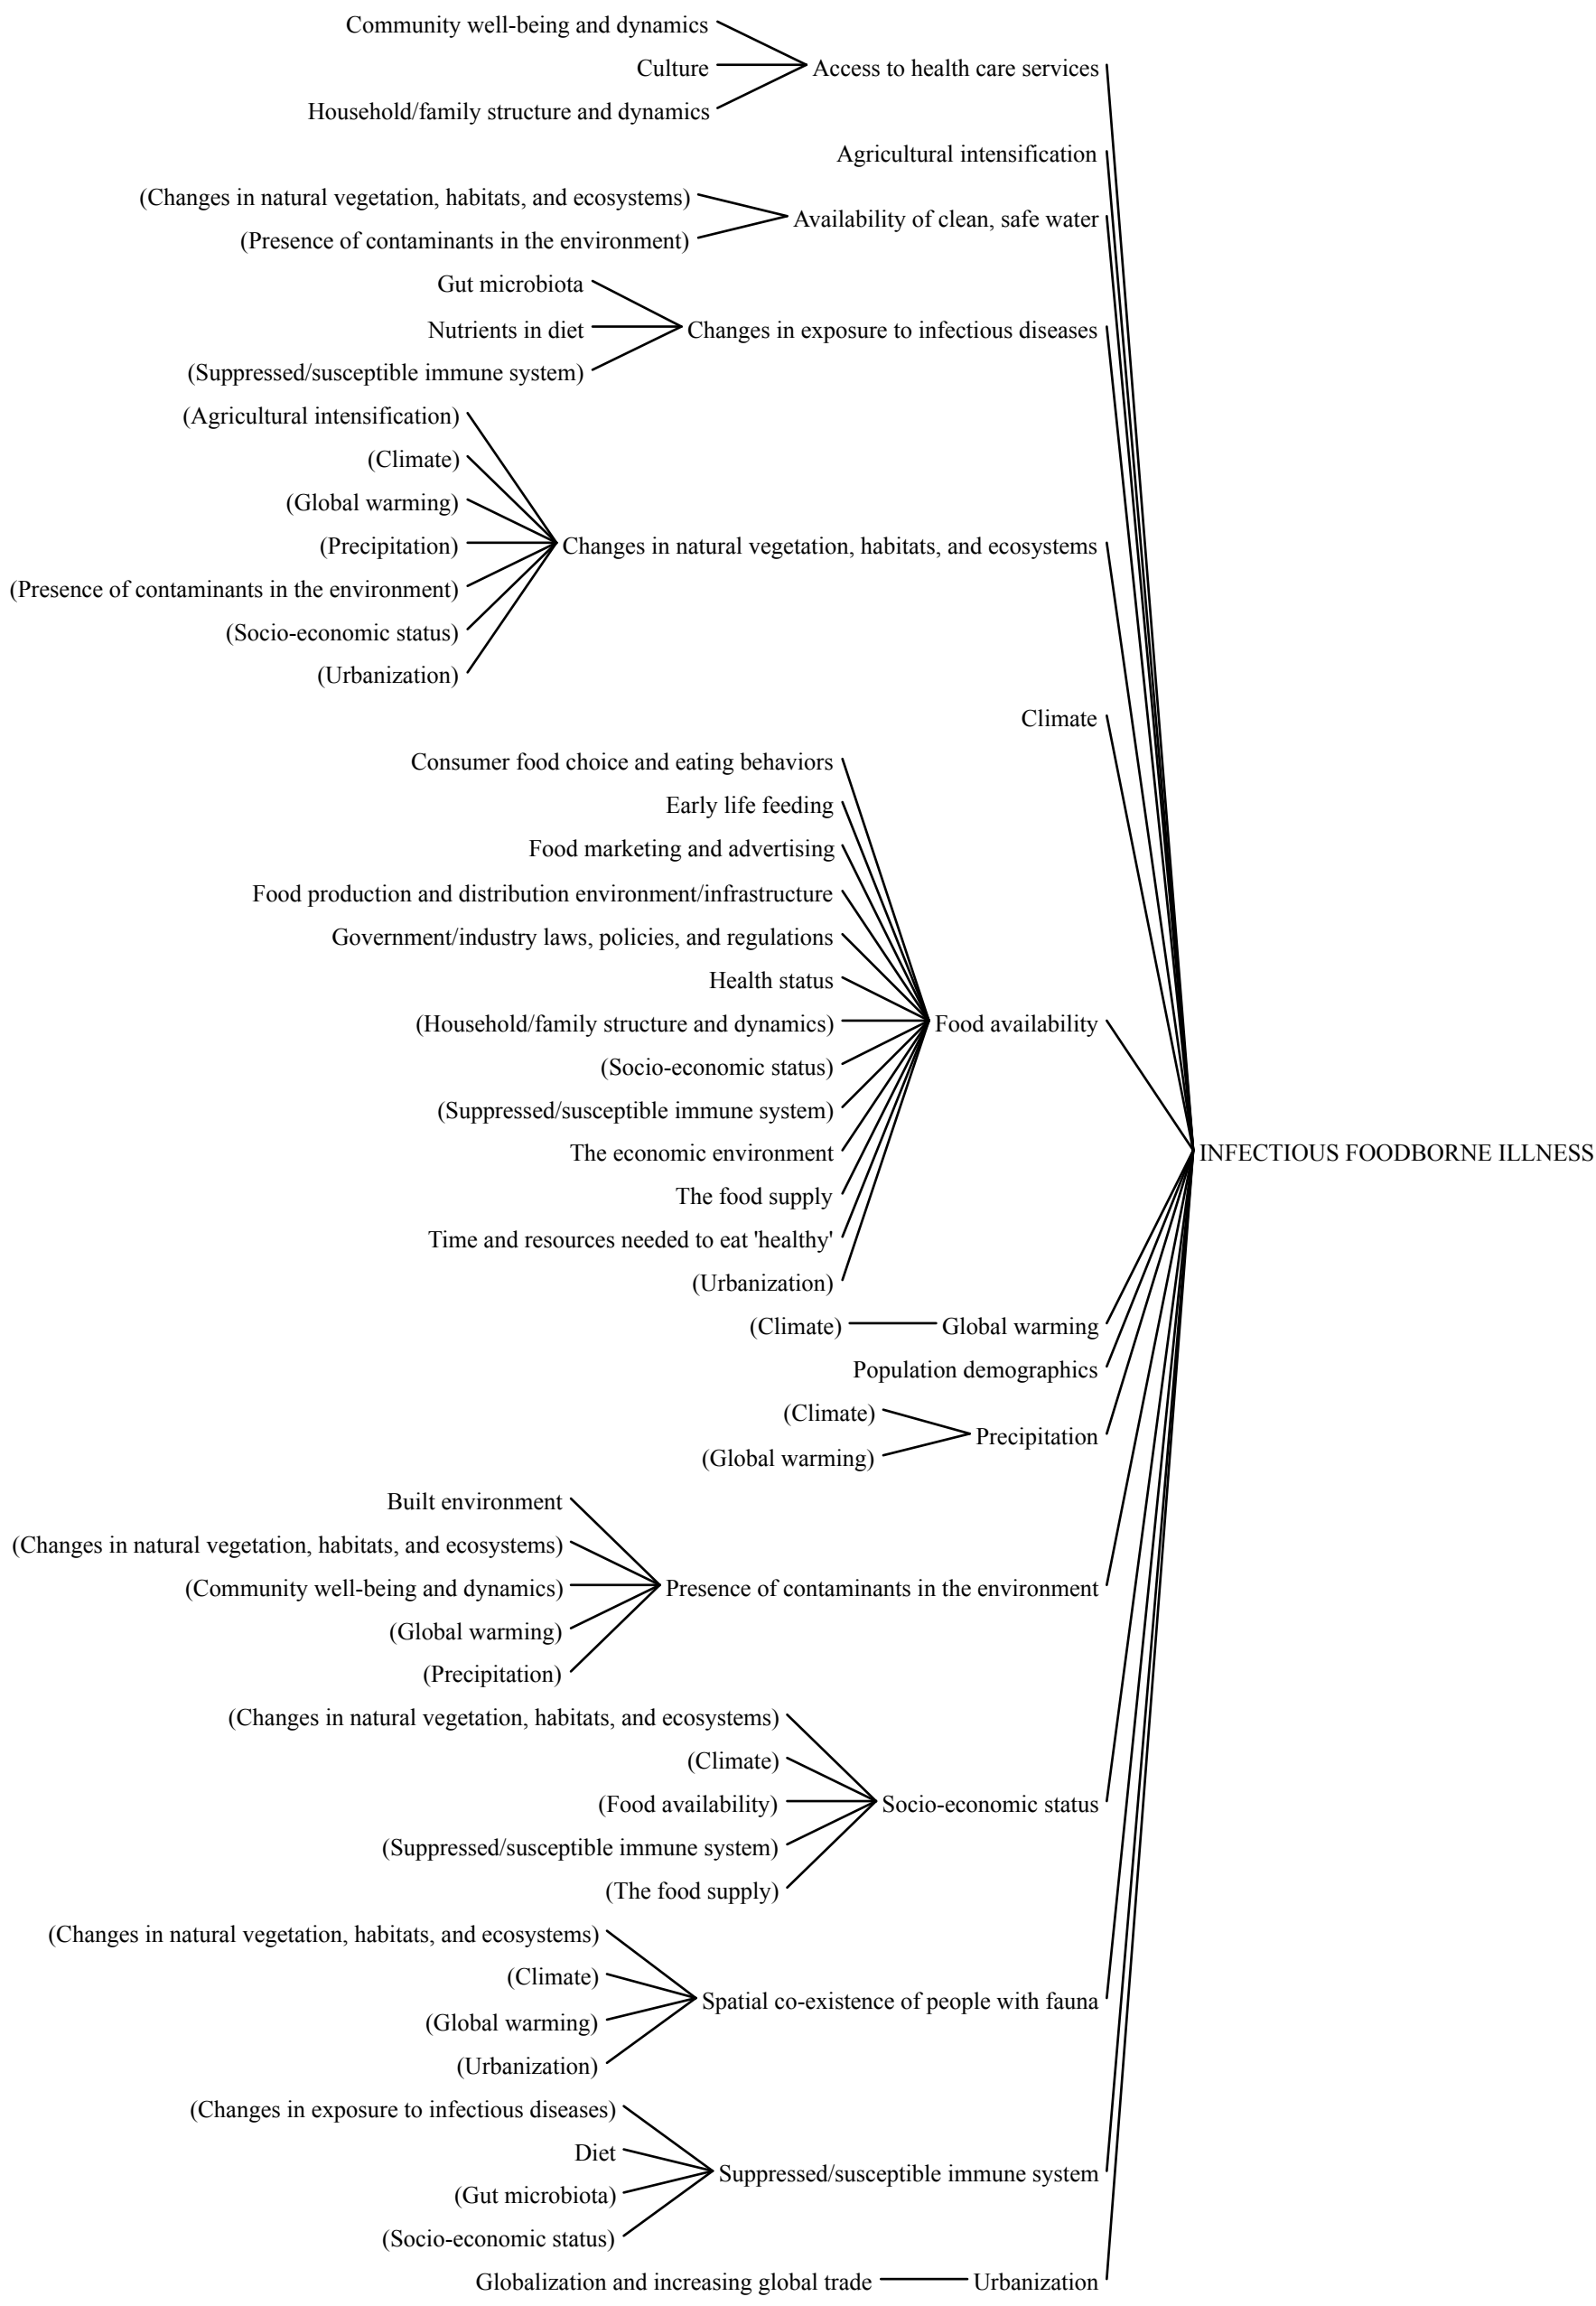 Community well-being and dynamics
Culture
Access to health care services
Household/family structure and dynamics
Agricultural intensification
(Changes in natural vegetation, habitats, and ecosystems)
Availability of clean, safe water
(Presence of contaminants in the environment)
Gut microbiota
Nutrients in diet
Changes in exposure to infectious diseases
(Suppressed/susceptible immune system)
(Agricultural intensification)
(Climate)
(Global warming)
(Precipitation)
Changes in natural vegetation, habitats, and ecosystems
(Presence of contaminants in the environment)
(Socio-economic status)
(Urbanization)
Climate
Consumer food choice and eating behaviors
Early life feeding
Food marketing and advertising
Food production and distribution environment/infrastructure
Government/industry laws, policies, and regulations
Health status
(Household/family structure and dynamics)
Food availability
(Socio-economic status)
(Suppressed/susceptible immune system)
The economic environment
INFECTIOUS FOODBORNE ILLNESS
The food supply
Time and resources needed to eat 'healthy'
(Urbanization)
(Climate)
Global warming
Population demographics
(Climate)
Precipitation
(Global warming)
Built environment
(Changes in natural vegetation, habitats, and ecosystems)
(Community well-being and dynamics)
Presence of contaminants in the environment
(Global warming)
(Precipitation)
(Changes in natural vegetation, habitats, and ecosystems)
(Climate)
(Food availability)
Socio-economic status
(Suppressed/susceptible immune system)
(The food supply)
(Changes in natural vegetation, habitats, and ecosystems)
(Climate)
Spatial co-existence of people with fauna
(Global warming)
(Urbanization)
(Changes in exposure to infectious diseases)
Diet
Suppressed/susceptible immune system
(Gut microbiota)
(Socio-economic status)
Globalization and increasing global trade
Urbanization